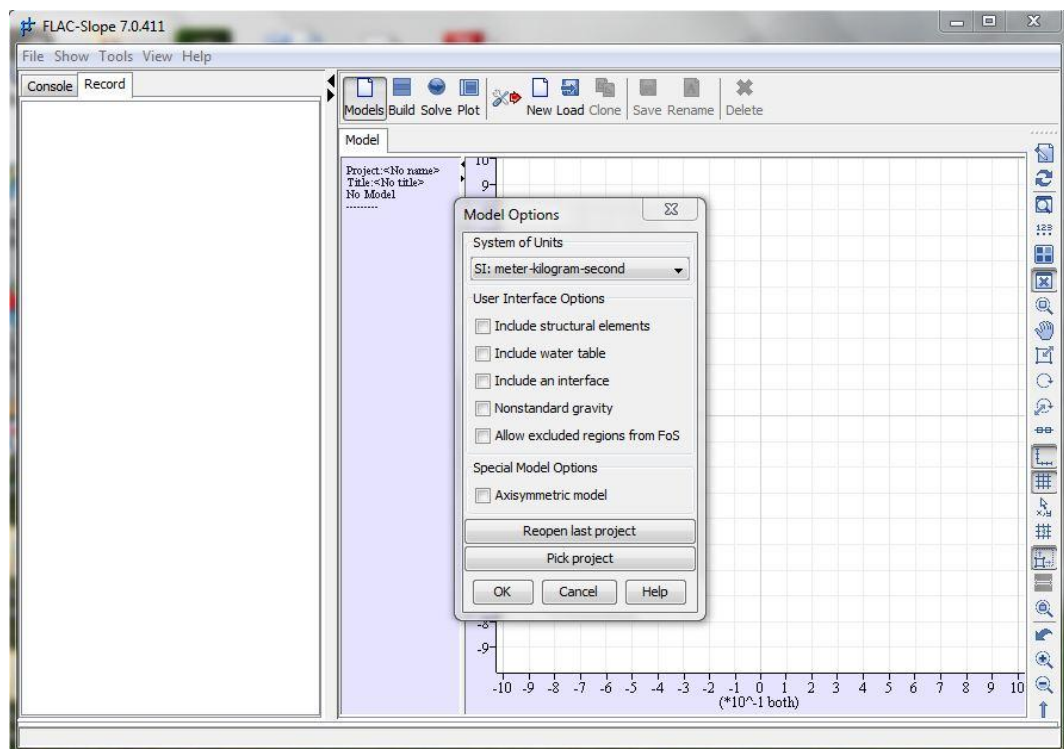 FLAC-Slope 7.0.411
File Show Tools View Help
Console Record
Models Build Solve Plot New Load Clone Save Rename Delete
Model
Project:<No name>
Title:<No title>
No Model
---------
10
9
Model Options
System of Units
SI: meter-kilogram-second
User Interface Options
Include structural elements
Include water table
Include an interface
Nonstandard gravity
Allow excluded regions from FoS
Special Model Options
Axisymmetric model
Reopen last project
Pick project
OK Cancel Help
-8
-9
-10 -9 -8 -7 -6 -5 -4 -3 -2 -1 0 1 2 3 4 5 6 7 8 9 10
(*10^-1 both)
123
x,y